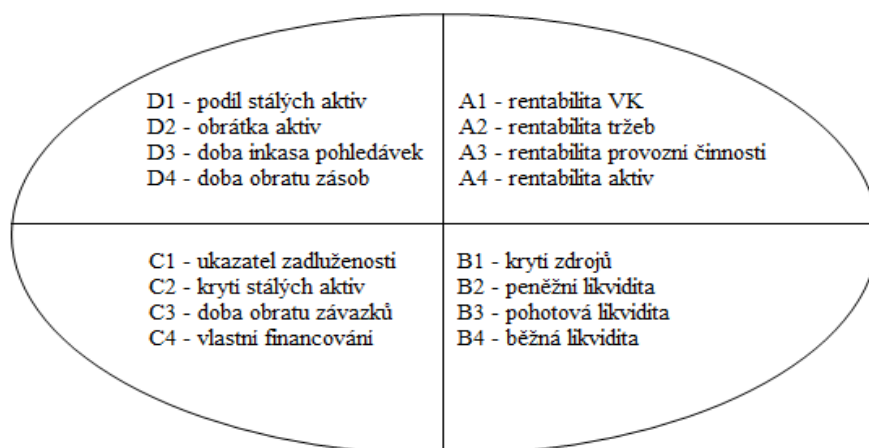 D1 - podíl stálých aktiv
D2 - obrátka aktiv
D3 - doba inkasa pohledávek
D4 - doba obratu zásob
A1 - rentabilita VK
A2 - rentabilita tržeb
A3 - rentabilita provozní činnosti
A4 - rentabilita aktiv
C1 - ukazatel zadluženosti
C2 - krytí stálých aktiv
C3 - doba obratu závazků
C4 - vlastní financování
B1 - krytí zdrojů
B2 - peněžní likvidita
B3 - pohotová likvidita
B4 - běžná likvidita